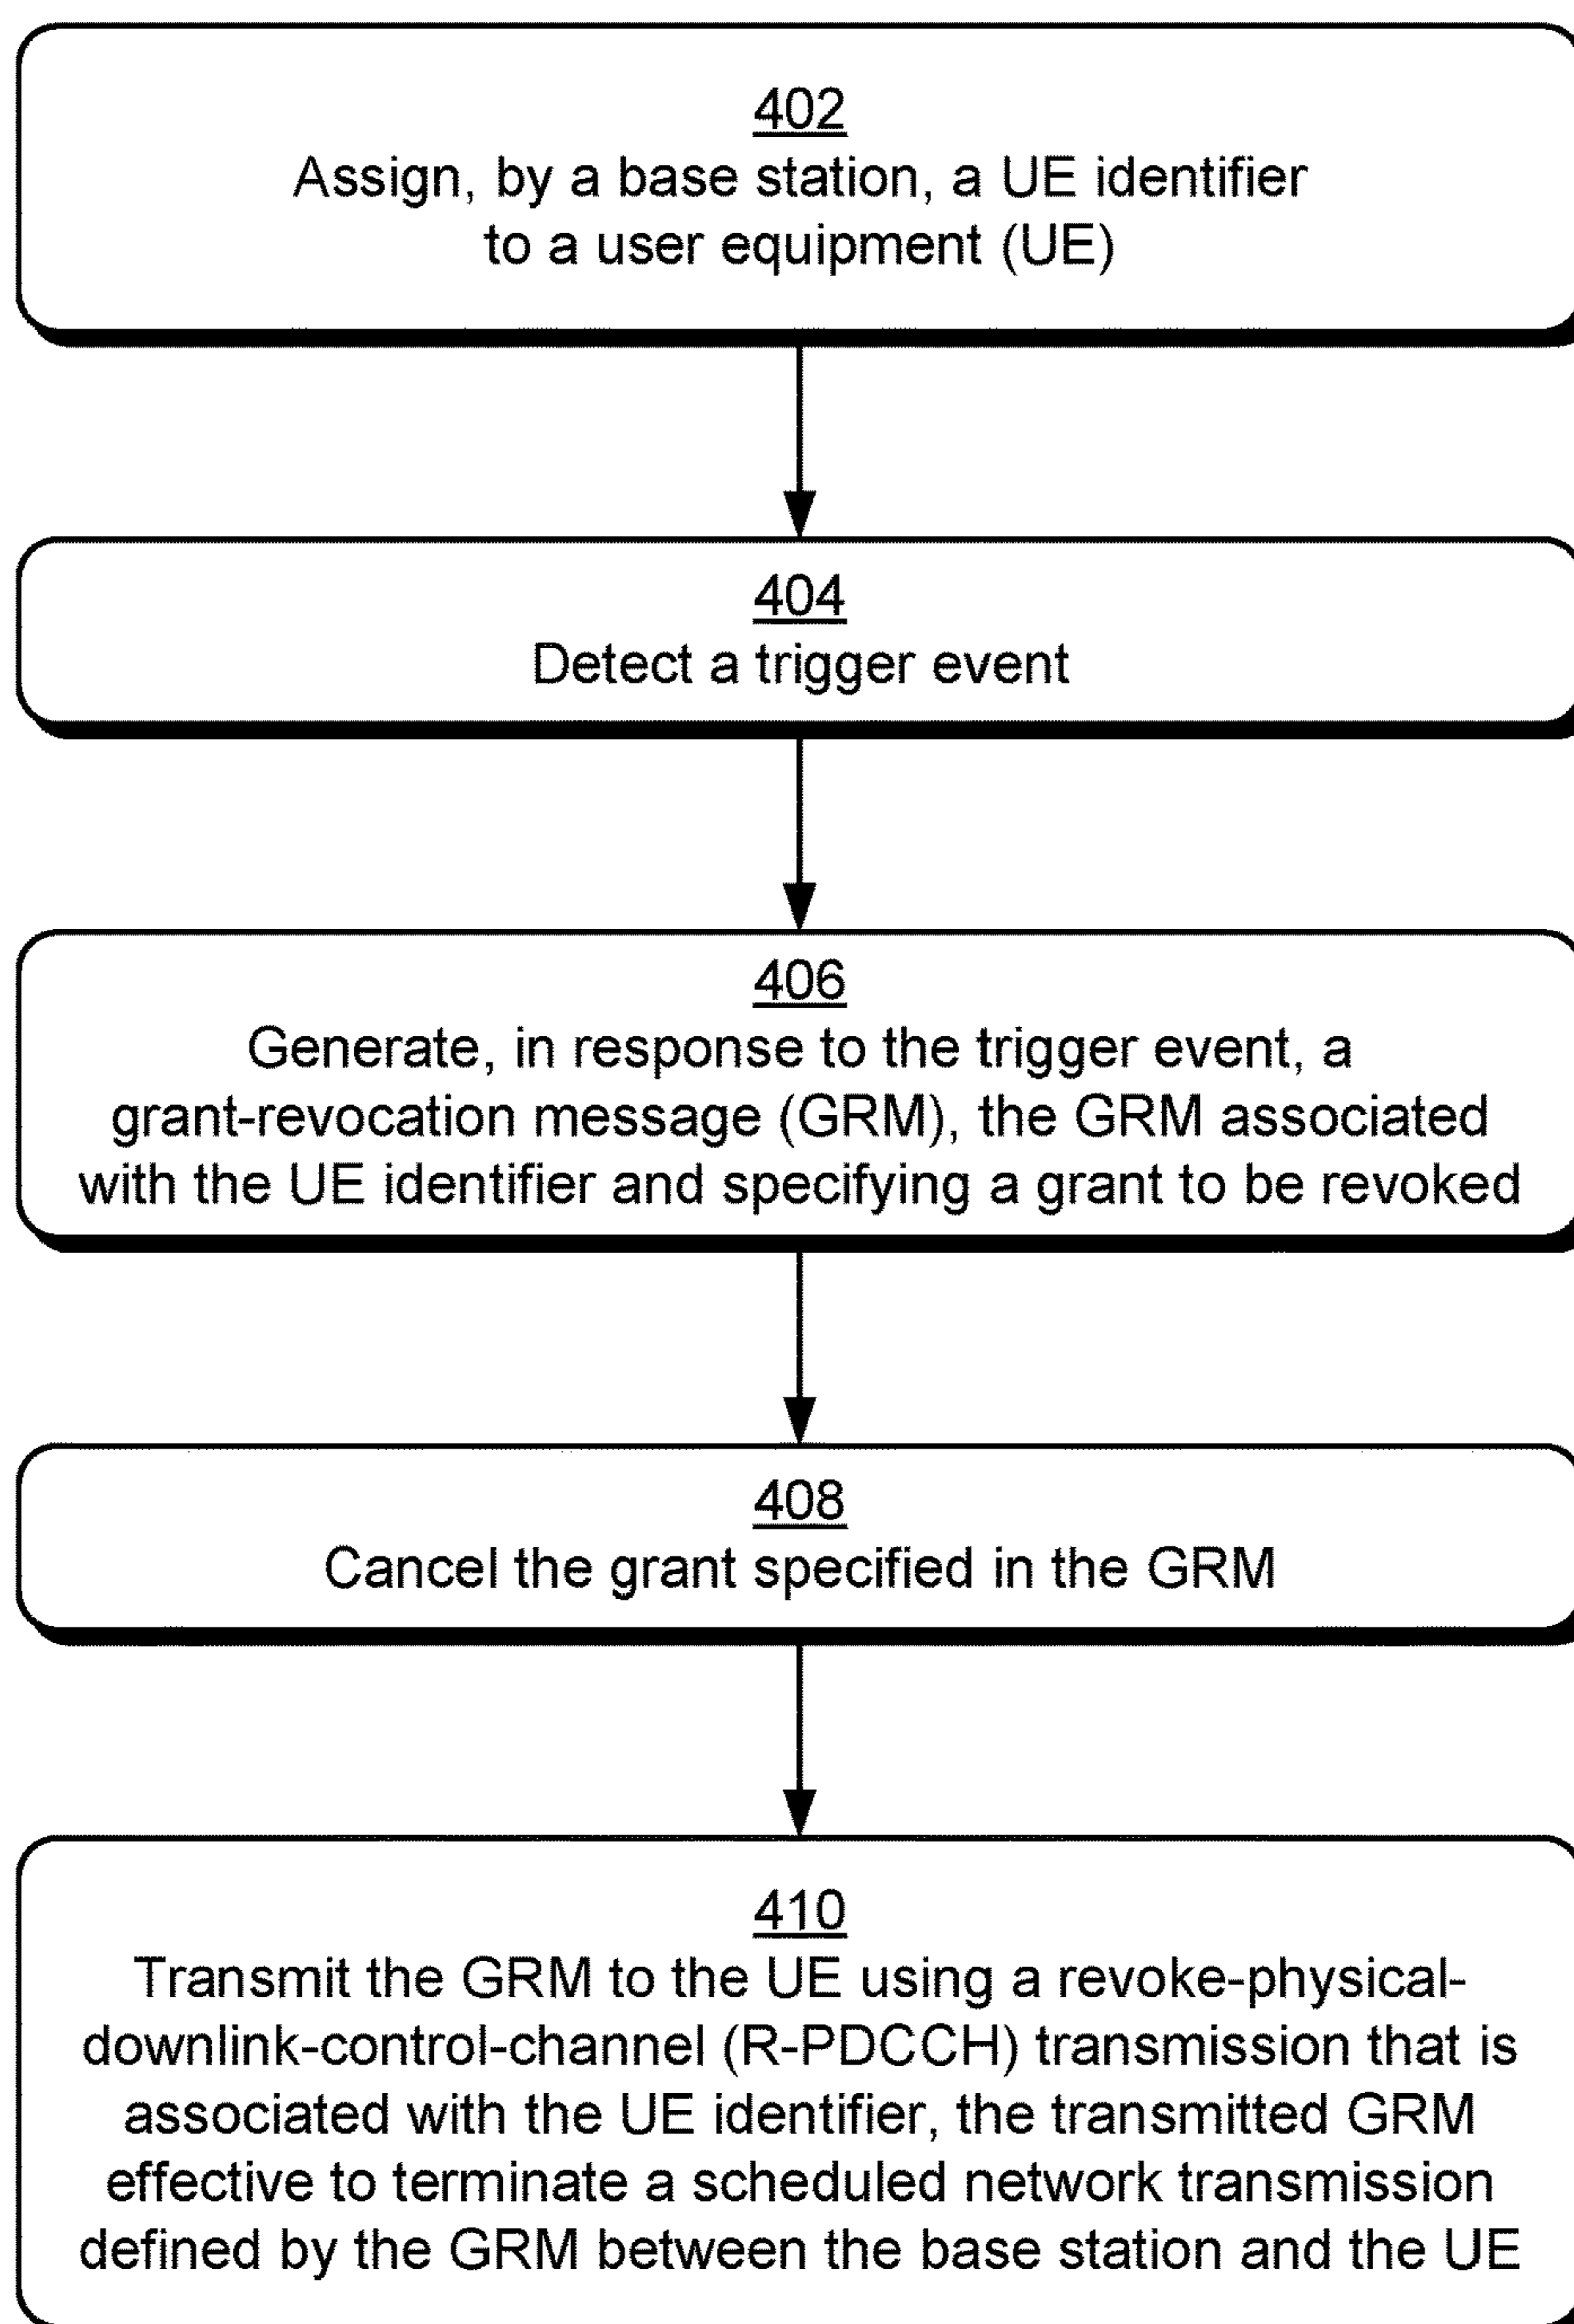 402
Assign, by a base station, a UE identifier
to a user equipment (UE)
404
Detect a trigger event
406
Generate, in response to the trigger event, a
grant-revocation message (GRM), the GRM associated
with the UE identifier and specifying a grant to be revoked
408
Cancel the grant specified in the GRM
410
Transmit the GRM to the UE using a revoke-physical-
downlink-control-channel (R-PDCCH) transmission that is
associated with the UE identifier, the transmitted GRM
effective to terminate a scheduled network transmission
defined by the GRM between the base station and the UE